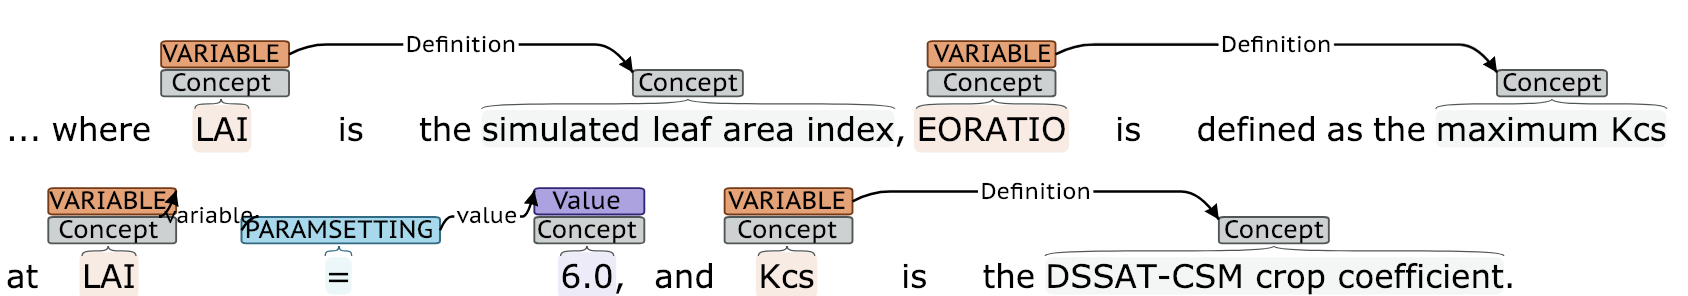 Definition Definition
VARIABLE VARIABLE
Concept Concept Concept Concept
... where LAI is the simulated leaf area index, EORATIO is defined as the maximum Kcs
VARIABLE Value VARIABLE Definition
Concept variable PARAMSETTING value Concept Concept Concept
at LAI = 6.0, and Kcs is the DSSAT-CSM crop coefficient.